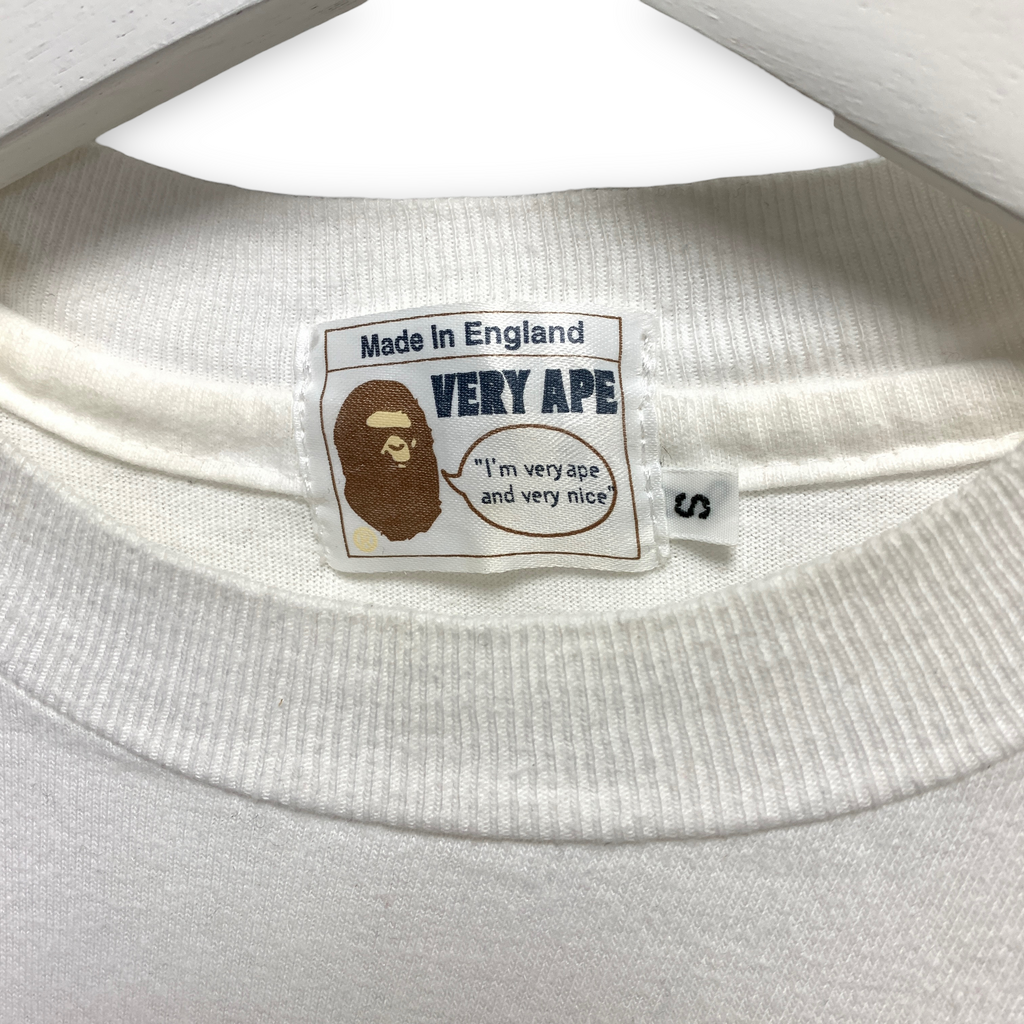 Made In England
VERY APE
"I'm very ape
and very nice"
S